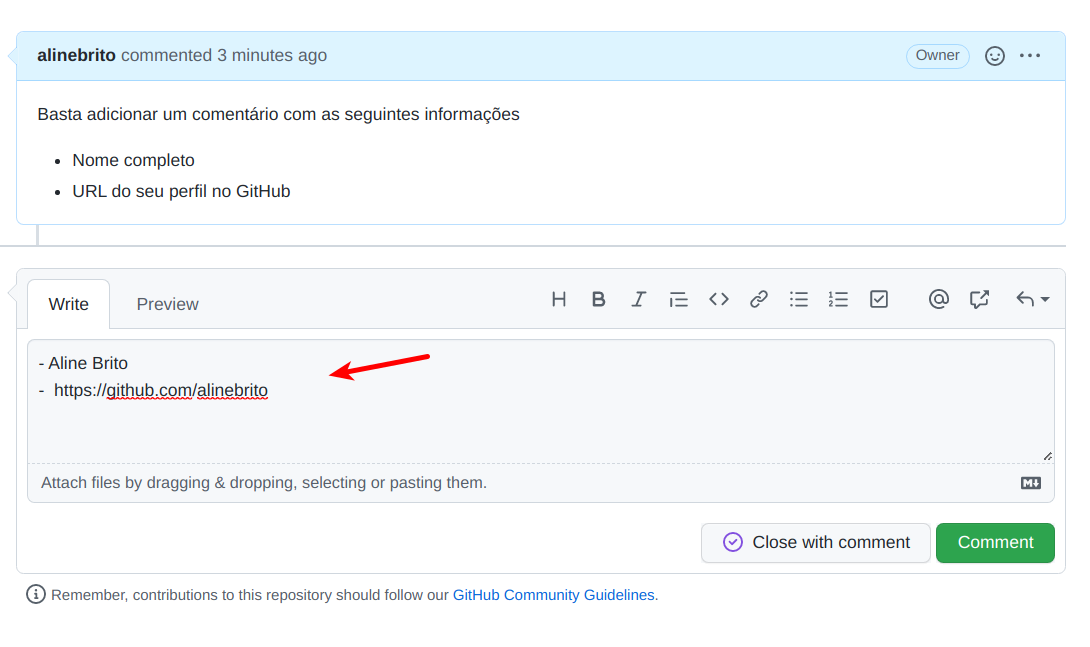 alinebrito commented 3 minutes ago Owner
Basta adicionar um comentário com as seguintes informações
• Nome completo
• URL do seu perfil no GitHub
Write Preview
- Aline Brito
- https://github.com/alinebrito
Attach files by dragging & dropping, selecting or pasting them.
Close with comment Comment
Remember, contributions to this repository should follow our GitHub Community Guidelines.